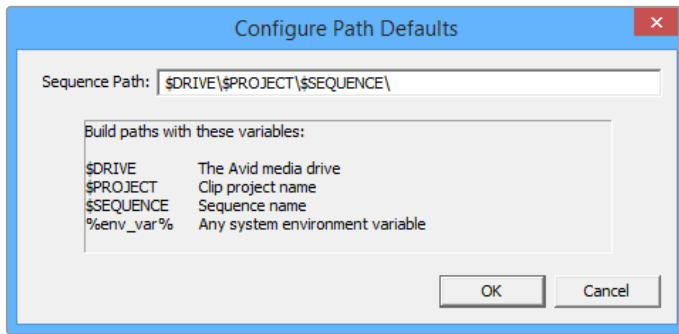 Configure Path Defaults
Sequence Path: $DRIVE\$PROJECT\$SEQUENCE\
Build paths with these variables:
$DRIVE The Avid media drive
$PROJECT Clip project name
$SEQUENCE Sequence name
%env_var% Any system environment variable
OK Cancel